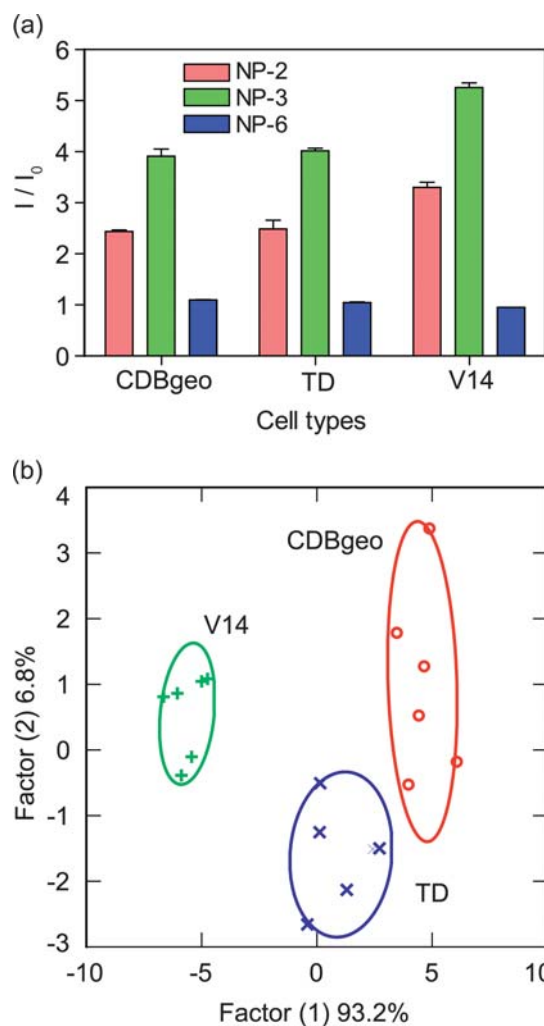 (a)
6
5
4
3
2
1
0
I / I₀
NP-2
NP-3
NP-6
CDBgeo TD V14
Cell types
(b)
4
3
2
1
0
-1
-2
-3
Factor (2) 6.8%
CDBgeo
V14
TD
-10 -5 0 5 10
Factor (1) 93.2%